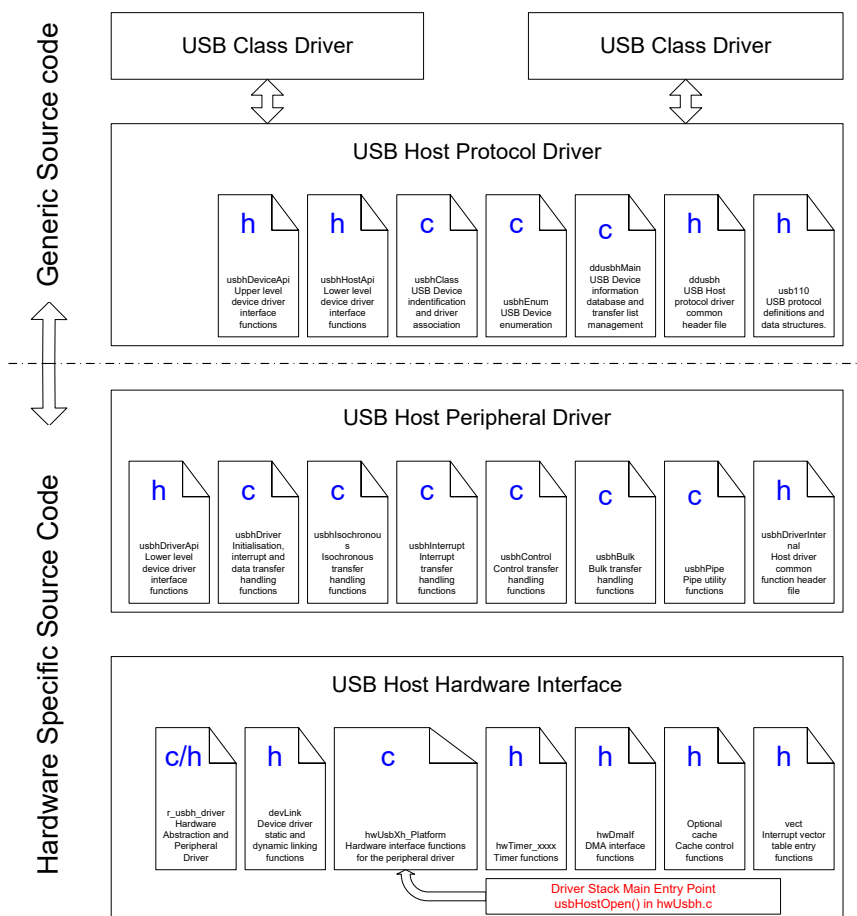 Generic Source code
Hardware Specific Source Code
USB Class Driver
USB Class Driver
USB Host Protocol Driver
h
usbhDeviceApi
Upper level
device driver
interface
functions
h
usbhHostApi
Lower level
device driver
interface
functions
c
usbhClass
USB Device
indentification
and driver
association
c
usbhEnum
USB Device
enumeration
c
ddusbhMain
USB Device
information
database and
transfer list
management
h
ddusbh
USB Host
protocol driver
common
header file
h
usb110
USB protocol
definitions and
data structures.
USB Host Peripheral Driver
h
usbhDriverApi
Lower level
device driver
interface
functions
c
usbhDriver
Initialisation,
interrupt and
data transfer
handling
functions
c
usbhIsochronou
s
Isochronous
transfer
handling
functions
c
usbhInterrupt
Interrupt
transfer
handling
functions
c
usbhControl
Control transfer
handling
functions
c
usbhBulk
Bulk transfer
handling
functions
c
usbhPipe
Pipe utility
functions
h
usbhDriverInter
nal
Host driver
common
function header
file
USB Host Hardware Interface
c/h
r_usbh_driver
Hardware
Abstraction and
Peripheral
Driver
h
devLink
Device driver
static and
dynamic linking
functions
c
hwUsbXh_Platform
Hardware interface functions
for the peripheral driver
h
hwTimer_xxxx
Timer functions
h
hwDmaIf
DMA interface
functions
h
Optional
cache
Cache control
functions
h
vect
Interrupt vector
table entry
functions
Driver Stack Main Entry Point
usbHostOpen() in hwUsbh.c